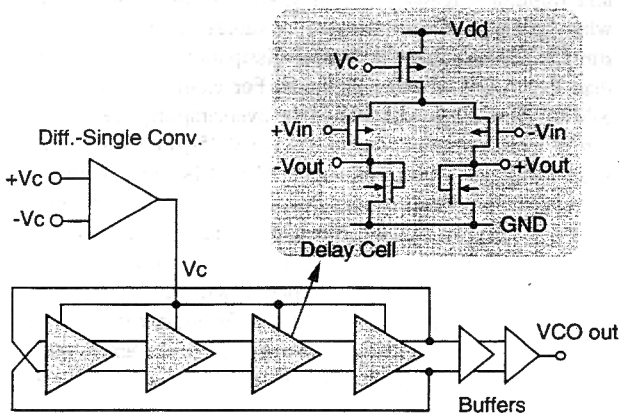 Vdd
Vc
+Vin
-Vin
-Vout
+Vout
GND
Diff.-Single Conv.
+Vc
-Vc
Vc
Delay Cell
VCO out
Buffers